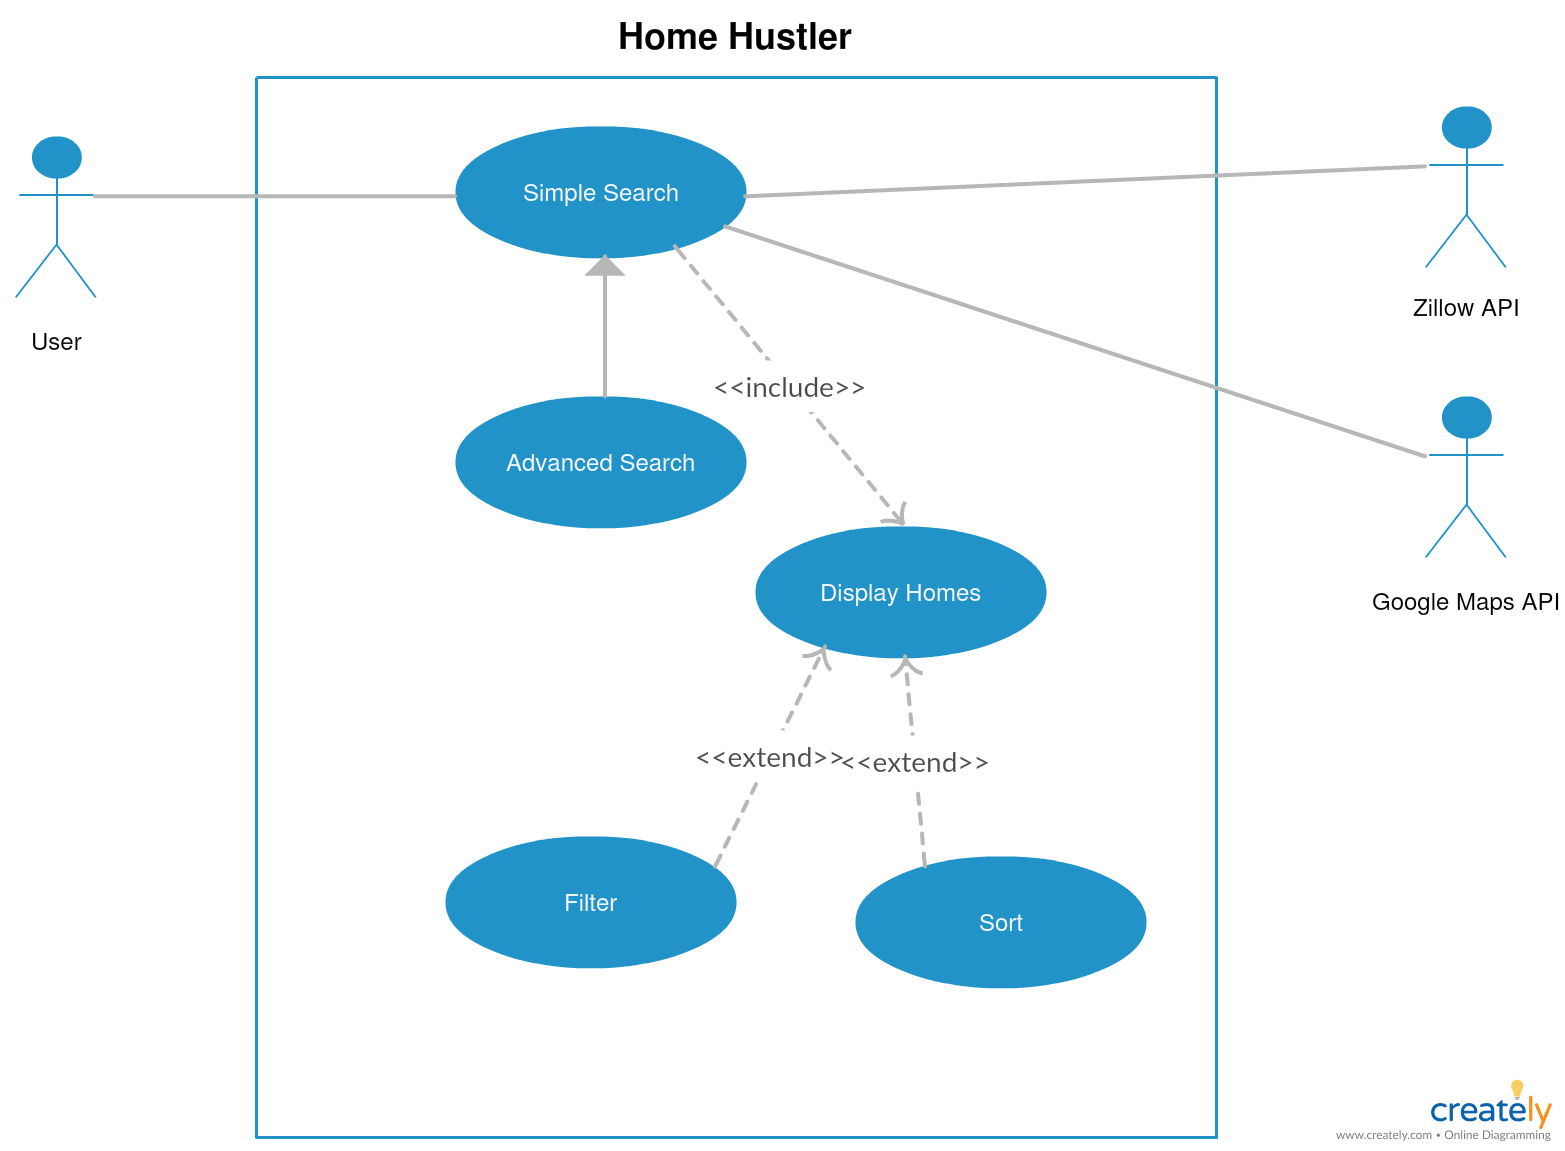 Home Hustler
Simple Search
Zillow API
User
<<include>>
Advanced Search
Display Homes
Google Maps API
<<extend>>
<<extend>>
Filter
Sort
creately
www.creately.com • Online Diagramming